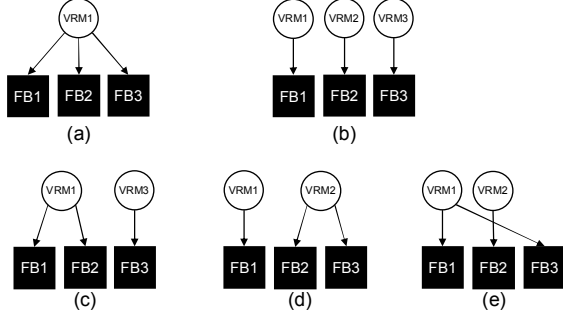 VRM1
FB1 FB2 FB3
(a)
VRM1 VRM2 VRM3
FB1 FB2 FB3
(b)
VRM1 VRM3
FB1 FB2 FB3
(c)
VRM1 VRM2
FB1 FB2 FB3
(d)
VRM1 VRM2
FB1 FB2 FB3
(e)